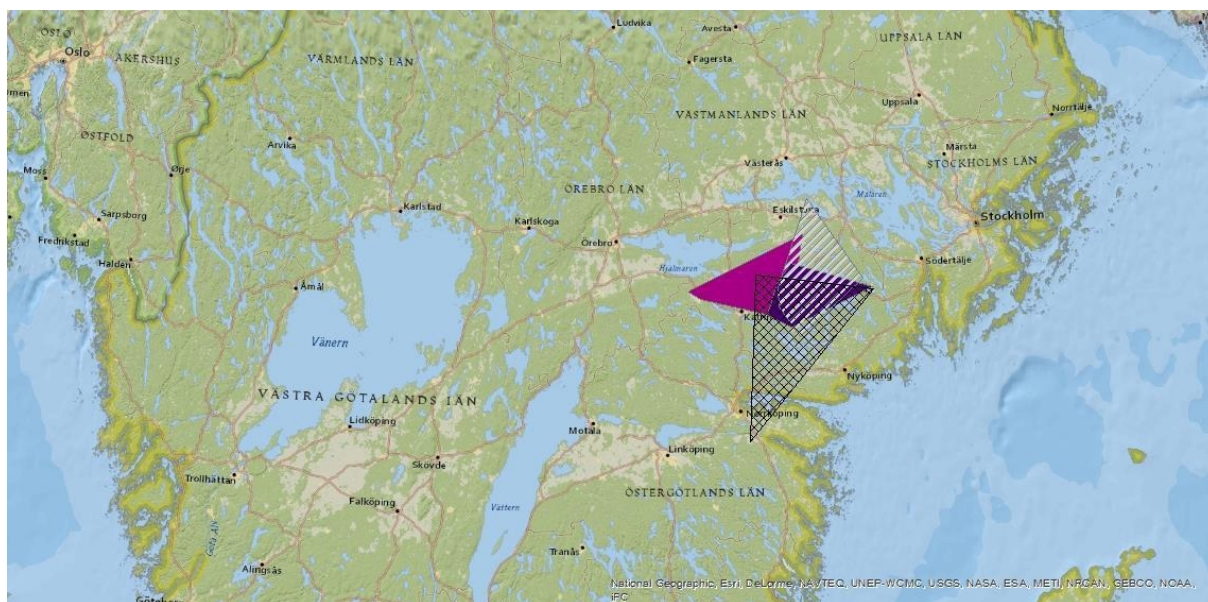 Ludvika
Avesta
OSLO
Oslo
AKERSHUS
VÄRMLANDS LÄN
UPPSALA LÄN
Fagersta
Uppsala
Norrtälje
VÄSTMANLANDS LÄN
ØSTFOLD
Arvika
Märsta
Västerås
STOCKHOLMS LÄN
Moss
Ørje
ÖREBRO LÄN
Mälaren
Sarpsborg
Karlstad
Karlskoga
Eskilstuna
Stockholm
Fredrikstad
Örebro
Halden
Hjälmaren
Södertälje
Åmål
Vänern
Nyköping
VÄSTRA GÖTALANDS LÄN
Norrköping
Lidköping
Motala
Linköping
Skövde
Trollhättan
ÖSTERGÖTLANDS LÄN
Falköping
Vättern
Göta Älv
Tranås
Alingsås
National Geographic, Esri, DeLorme, NAVTEQ, UNEP-WCMC, USGS, NASA, ESA, METI, NRCAN, GEBCO, NOAA,
iPC